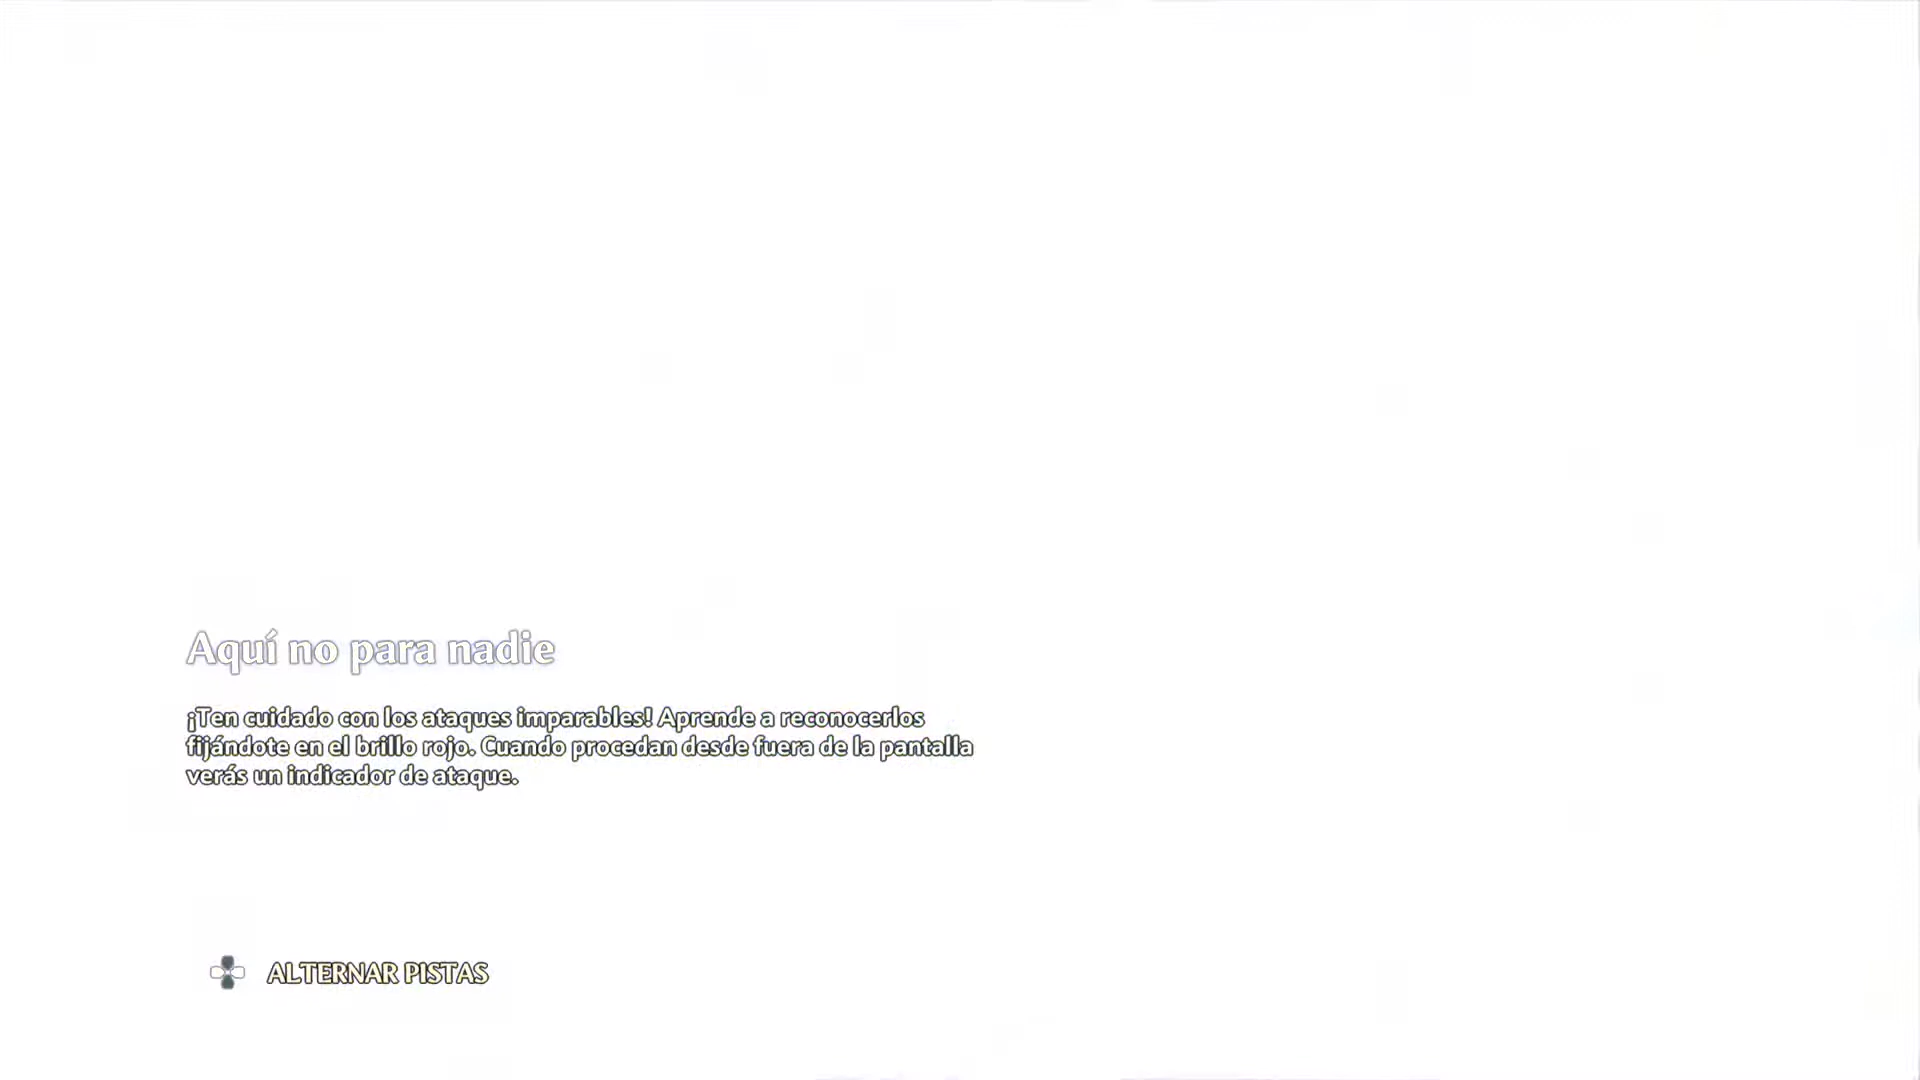 Aquí no para nadie
¡Ten cuidado con los ataques imparables! Aprende a reconocerlos
fijándote en el brillo rojo. Cuando procedan desde fuera de la pantalla
verás un indicador de ataque.
ALTERNAR PISTAS